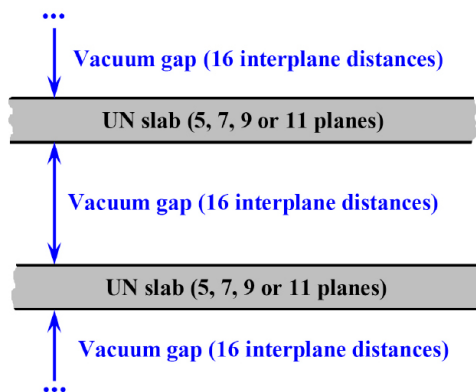 ...
Vacuum gap (16 interplane distances)
UN slab (5, 7, 9 or 11 planes)
Vacuum gap (16 interplane distances)
UN slab (5, 7, 9 or 11 planes)
Vacuum gap (16 interplane distances)
...